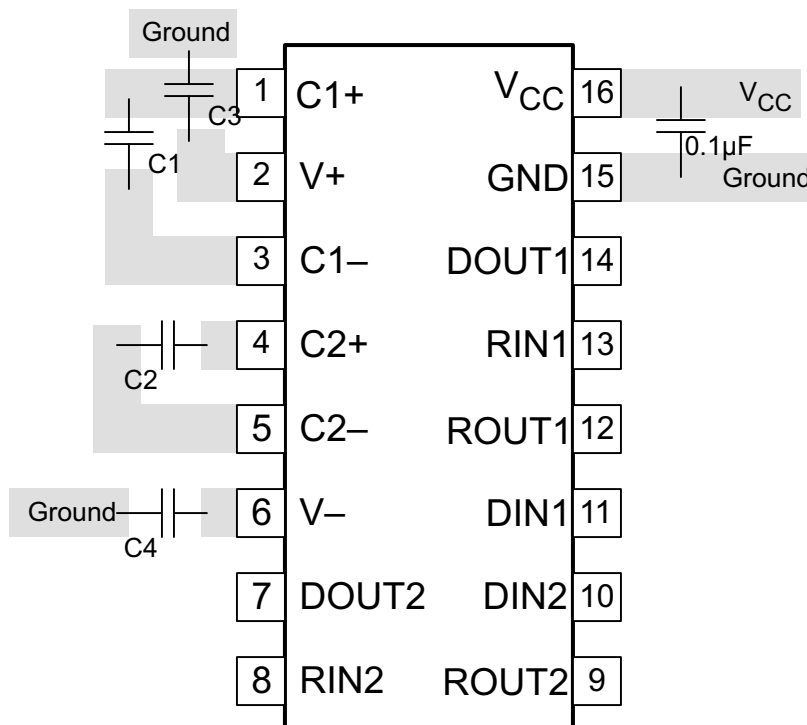 Ground
1 C1+ VCC 16 VCC
C3
C1 0.1µF
2 V+ GND 15 Ground
3 C1– DOUT1 14
4 C2+ RIN1 13
C2
5 C2– ROUT1 12
Ground 6 V– DIN1 11
C4
7 DOUT2 DIN2 10
8 RIN2 ROUT2 9